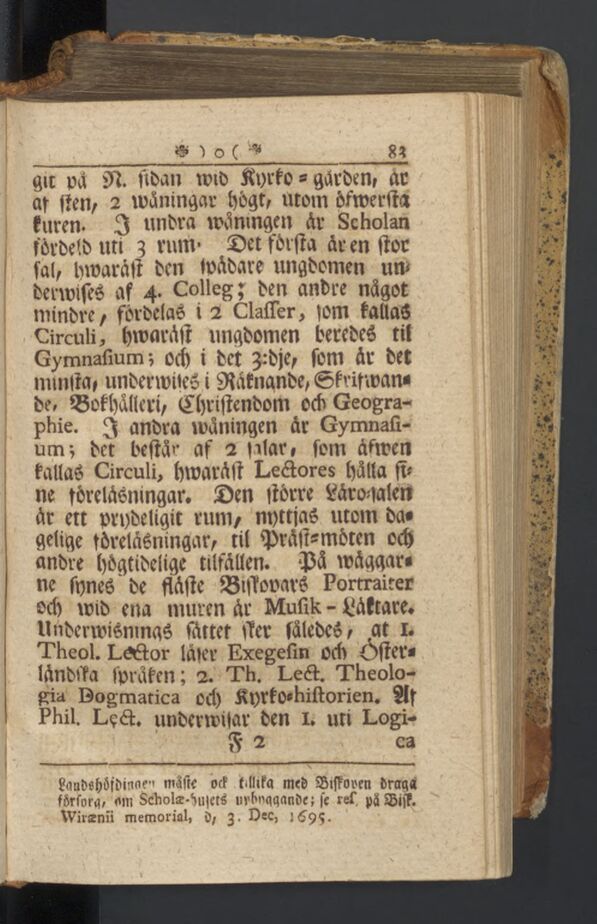 ) o ( 83
git på N. sidan wid Kyrko=gården, är
af sten, 2 wåningar högt, utom öfwersta
kuren. I undra wåningen är Scholan
fördeld uti 3 rum. Det första är en stor
sal, hwaräst den spädare ungdomen un=
derwises af 4. Colleg; den andre något
mindre, fördelas i 2 Classer, som kallas
Circuli, hwaräst ungdomen beredes til
Gymnasium; och i det 3:dje, som är det
minsta, underwises i Räknande, Skrifwan=
de, Bokhålleri, Christendom och Geogra-
phie. I andra wåningen är Gymnasi-
um; det består af 2 salar, som äfwen
kallas Circuli, hwaräst Lectores hålla si=
ne föreläsningar. Den större Läro-salen
är ett prydeligit rum, nyttjas utom da=
gelige föreläsningar, til Präst=möten och
andre högtidelige tilfällen. På wäggar=
ne synes de fläste Biskopars Portraiter
och wid ena muren är Musik-Läktare.
Underwisnings sättet sker således, at 1.
Theol. Lector läser Exegesin och Öster=
ländska språken; 2. Th. Lect. Theolo-
gia Dogmatica och Kyrko=historien. Af
Phil. Lect. underwisar den 1. uti Logi-
F 2 ca
Landshöfdingen måste ock tillika med Biskopen draga
försorg, om Scholæ-husets upbyggande; se res. på Bisk.
Wirænii memorial, d. 3. Dec, 1695.